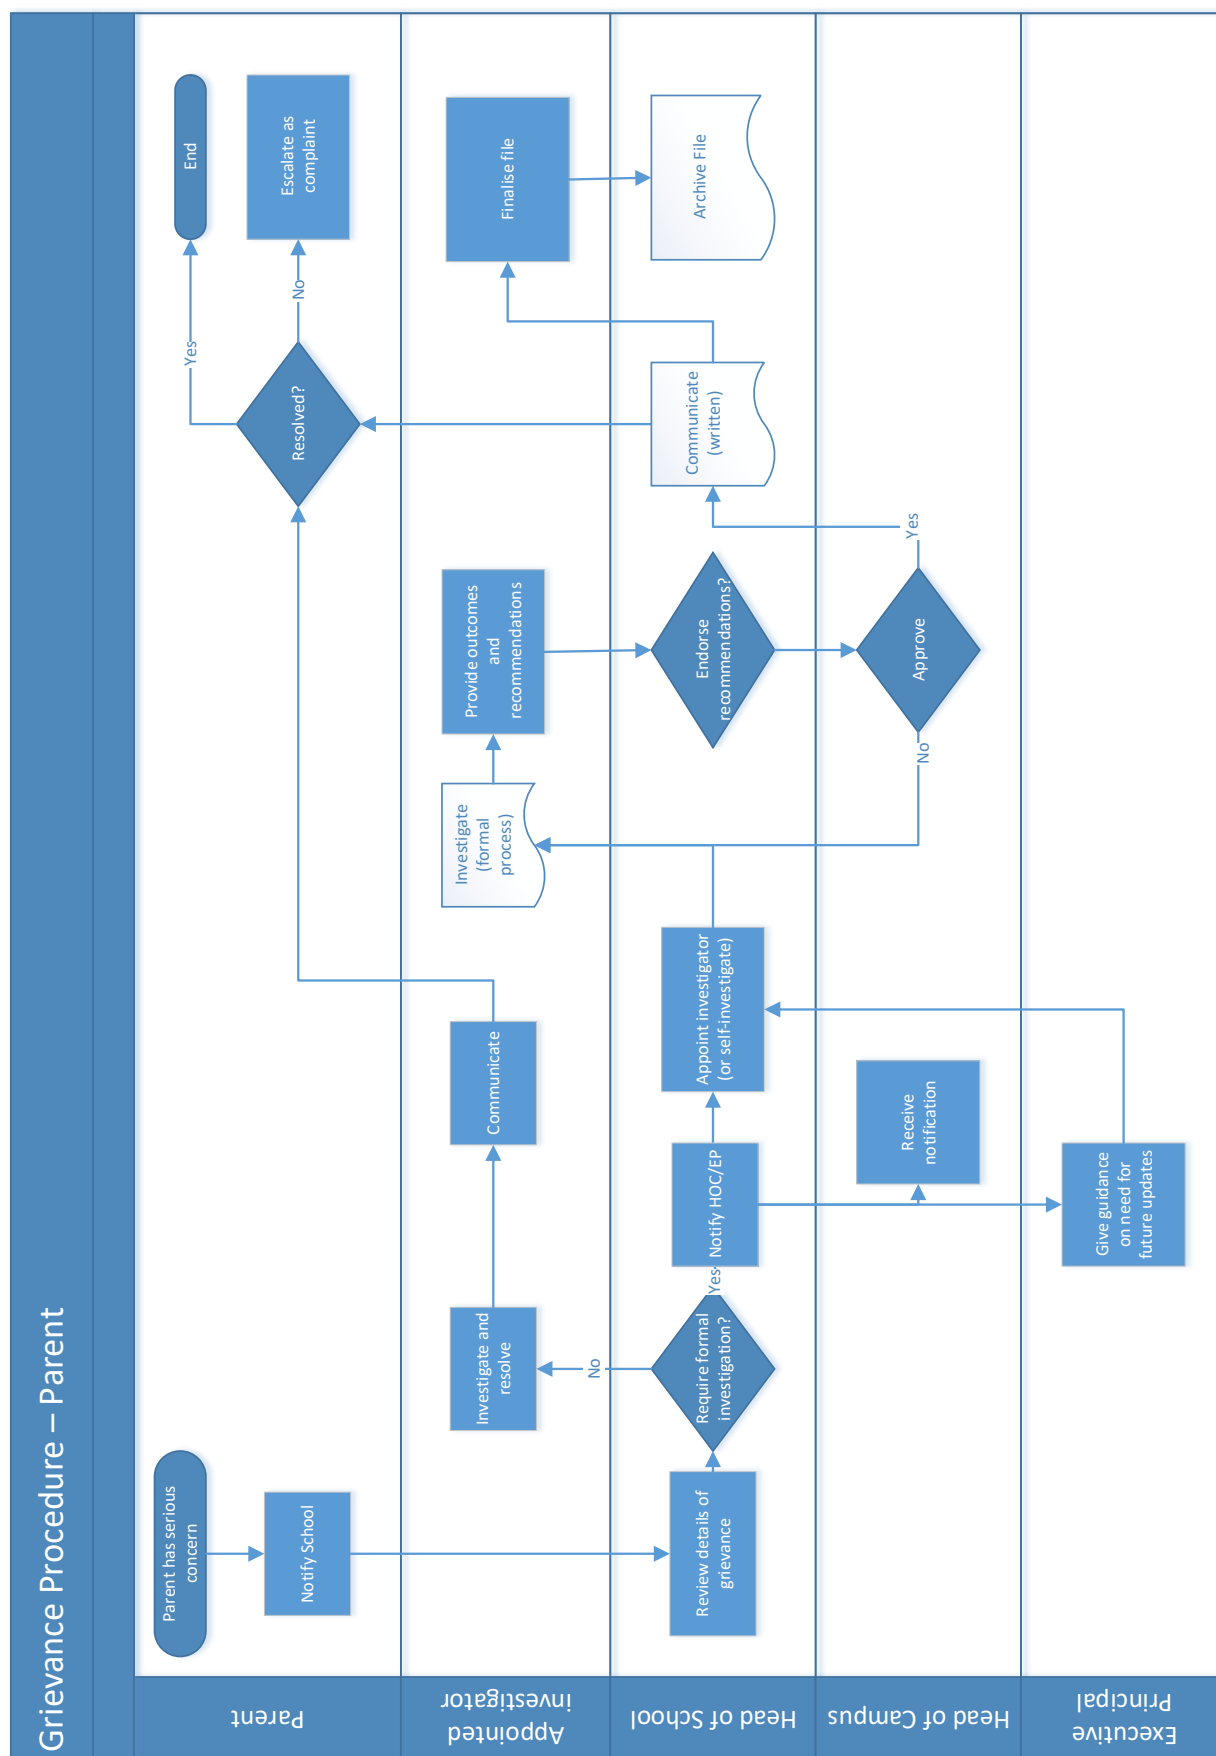 Grievance Procedure – Parent
Parent
Parent has serious
concern
Notify School
Resolved?
Yes
No
End
Escalate as
complaint
Appointed
investigator
Investigate and
resolve
Communicate
Investigate
(formal
process)
Provide outcomes
and
recommendations
Finalise file
Head of School
Review details of
grievance
Require formal
investigation?
No
Yes
Notify HOC/EP
Appoint investigator
(or self-investigate)
Endorse
recommendations?
Communicate
(written)
Archive File
Head of Campus
Receive
notification
Approve
No
Yes
Executive
Principal
Give guidance
on need for
future updates